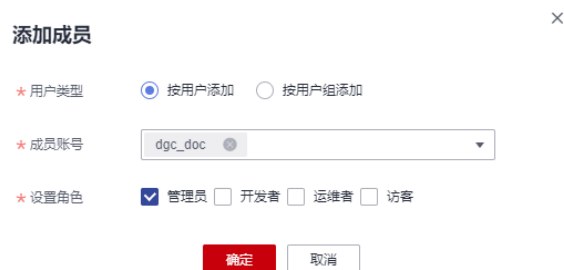 添加成员
* 用户类型 按用户添加 按用户组添加
* 成员账号 dgc_doc
* 设置角色 管理员 开发者 运维者 访客
确定 取消